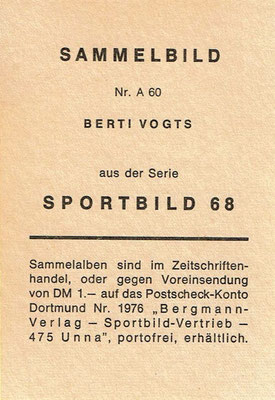 SAMMELBILD
Nr. A 60
BERTI VOGTS
aus der Serie
SPORTBILD 68
Sammelalben sind im Zeitschriften-
handel, oder gegen Voreinsendung
von DM 1.— auf das Postscheck-Konto
Dortmund Nr. 1976 „Bergmann-
Verlag — Sportbild-Vertrieb —
475 Unna", portofrei, erhältlich.